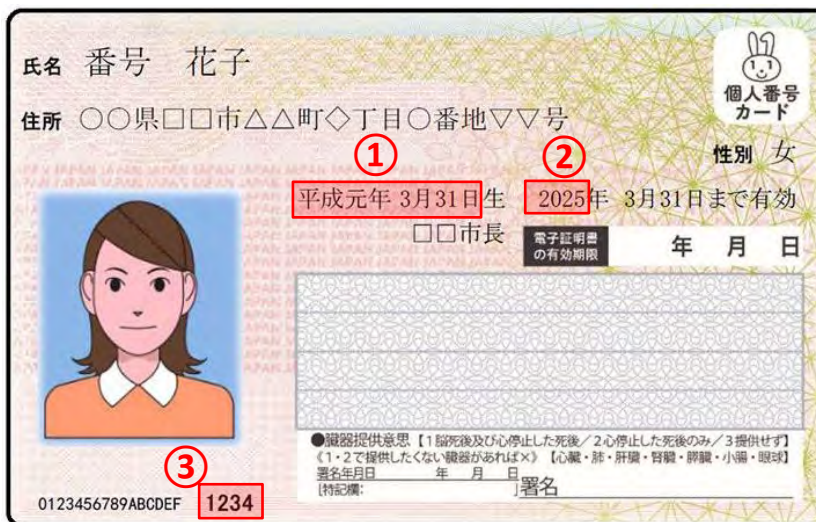 氏名 番号 花子
個人番号
カード
住所 〇〇県□□市△△町◇丁目〇番地▽▽号
① ②
性別 女
平成元年 3月31日生 2025年 3月31日まで有効
□□市長
電子証明書
の有効期限
年 月 日
●臓器提供意思【1脳死後及び心停止した死後/2心停止した死後のみ/3提供せず】
《1・2で提供したくない臓器があれば×》【心臓・肺・肝臓・腎臓・膵臓・小腸・眼球】
署名年月日 年 月 日
[特記欄: ]署名
③
0123456789ABCDEF 1234